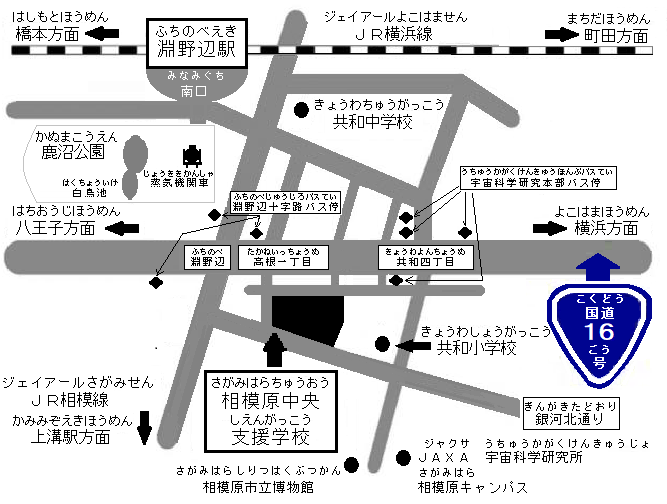 はしもとほうめん
橋本方面
ふちのべえき
淵野辺駅
ジェイアールよこはません
ＪＲ横浜線
まちだほうめん
町田方面
みなみぐち
南口
きょうわちゅうがっこう
共和中学校
かぬまこうえん
鹿沼公園
じょうききかんしゃ
蒸気機関車
はくちょういけ
白鳥池
うちゅうかがくけんきゅうほんぶバスてい
宇宙科学研究本部バス停
ふちのべじゅうじろバスてい
淵野辺十字路バス停
はちおうじほうめん
八王子方面
よこはまほうめん
横浜方面
ふちのべ
淵野辺
たかねいっちょうめ
高根一丁目
きょうわよんちょうめ
共和四丁目
こくどう
国道
16
ごう
号
きょうわしょうがっこう
共和小学校
ジェイアールさがみせん
ＪＲ相模線
かみみぞえきほうめん
上溝駅方面
さがみはらちゅうおう
相模原中央
しえんがっこう
支援学校
ぎんがきたどおり
銀河北通り
さがみはらしりつはくぶつかん
相模原市立博物館
ジャクサ うちゅうかがくけんきゅうじょ
ＪＡＸＡ 宇宙科学研究所
さがみはら
相模原キャンパス